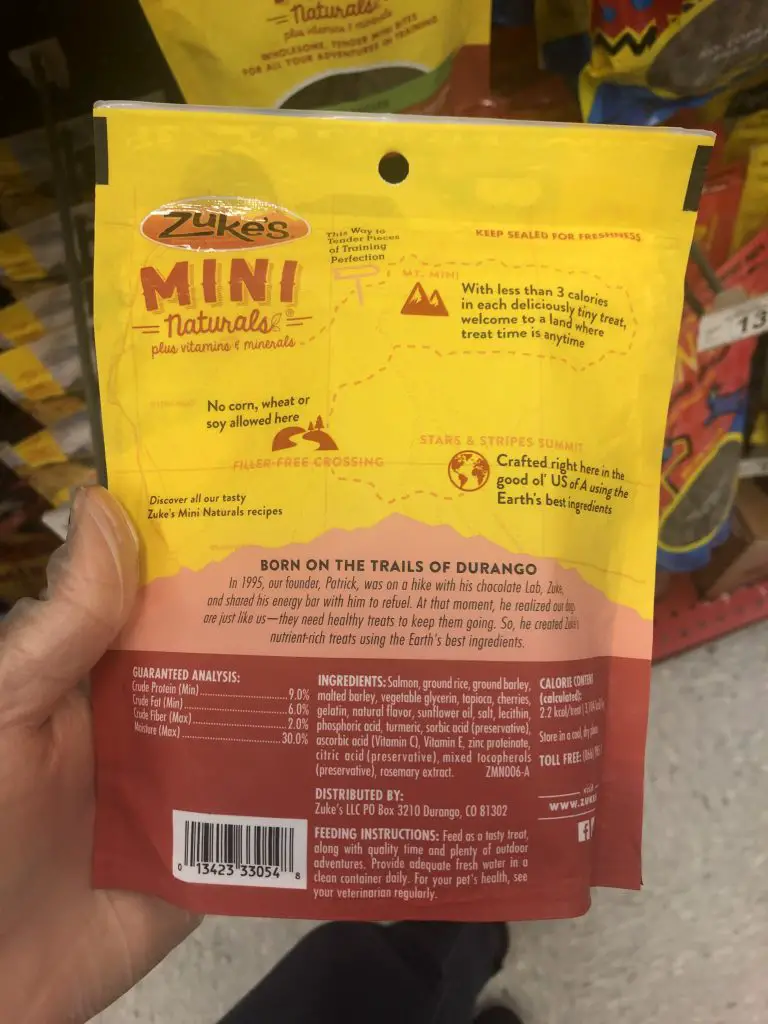 Naturals
plus vitamins & minerals
WHOLESOME, TENDER MINI BITES
FOR ALL YOUR ADVENTURES IN TRAINING
Zuke's
MINI
Naturals®
plus vitamins & minerals
This Way to
Tender Pieces
of Training
Perfection
KEEP SEALED FOR FRESHNESS
MT. MINI
With less than 3 calories
in each deliciously tiny treat,
welcome to a land where
treat time is anytime
No corn, wheat or
soy allowed here
FILLER-FREE CROSSING
STARS & STRIPES SUMMIT
Crafted right here in the
good ol' US of A using the
Earth's best ingredients
Discover all our tasty
Zuke's Mini Naturals recipes
BORN ON THE TRAILS OF DURANGO
In 1995, our founder, Patrick, was on a hike with his chocolate Lab, Zuke,
and shared his energy bar with him to refuel. At that moment, he realized our dogs
are just like us—they need healthy treats to keep them going. So, he created Zuke's
nutrient-rich treats using the Earth's best ingredients.
GUARANTEED ANALYSIS:
Crude Protein (Min) 9.0%
Crude Fat (Min) 6.0%
Crude Fiber (Max) 2.0%
Moisture (Max) 30.0%
INGREDIENTS: Salmon, ground rice, ground barley,
malted barley, vegetable glycerin, tapioca, cherries,
gelatin, natural flavor, sunflower oil, salt, lecithin,
phosphoric acid, turmeric, sorbic acid (preservative),
ascorbic acid (Vitamin C), Vitamin E, zinc proteinate,
citric acid (preservative), mixed tocopherols
(preservative), rosemary extract. ZMN006-A
DISTRIBUTED BY:
Zuke's LLC PO Box 3210 Durango, CO 81302
FEEDING INSTRUCTIONS: Feed as a tasty treat,
along with quality time and plenty of outdoor
adventures. Provide adequate fresh water in a
clean container daily. For your pet's health, see
your veterinarian regularly.
CALORIE CONTENT
(calculated):
2.2 kcal/treat
Store in a cool, dry place
TOLL FREE: (866)
visit
www.zuk
0 13423 33054 8
13